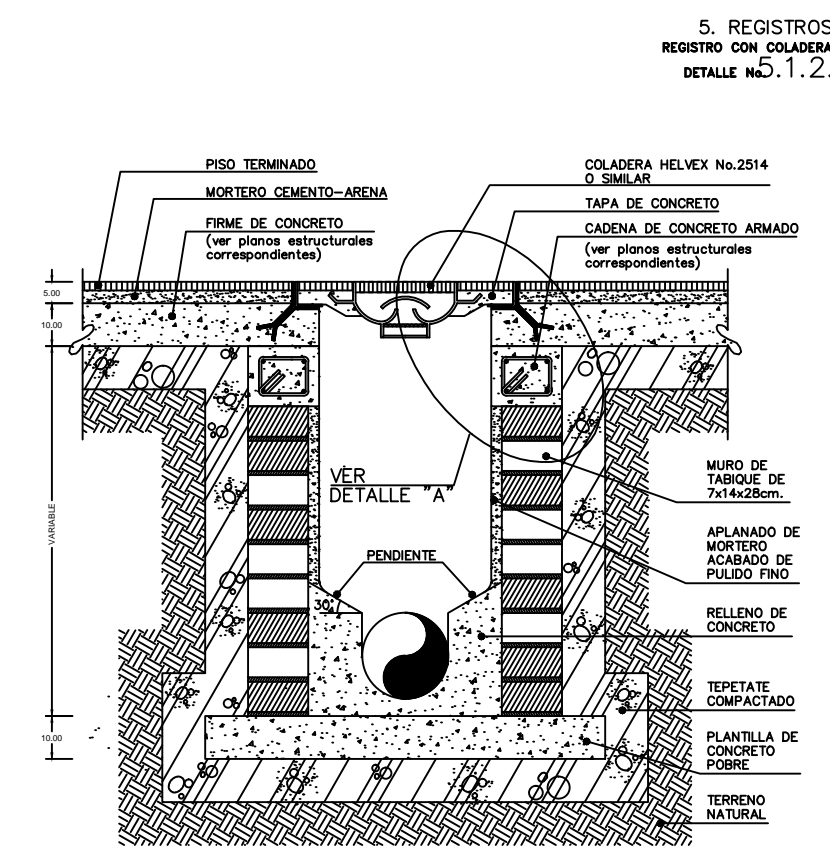 5. REGISTROS
REGISTRO CON COLADERA
DETALLE No. 5.1.2.
PISO TERMINADO
MORTERO CEMENTO-ARENA
FIRME DE CONCRETO
(ver planos estructurales
correspondientes)
COLADERA HELVEX No.2514
O SIMILAR
TAPA DE CONCRETO
CADENA DE CONCRETO ARMADO
(ver planos estructurales
correspondientes)
5.00
10.00
VARIABLE
10.00
VER
DETALLE "A"
PENDIENTE
30°
MURO DE
TABIQUE DE
7x14x28cm.
APLANADO DE
MORTERO
ACABADO DE
PULIDO FINO
RELLENO DE
CONCRETO
TEPETATE
COMPACTADO
PLANTILLA DE
CONCRETO
POBRE
TERRENO
NATURAL